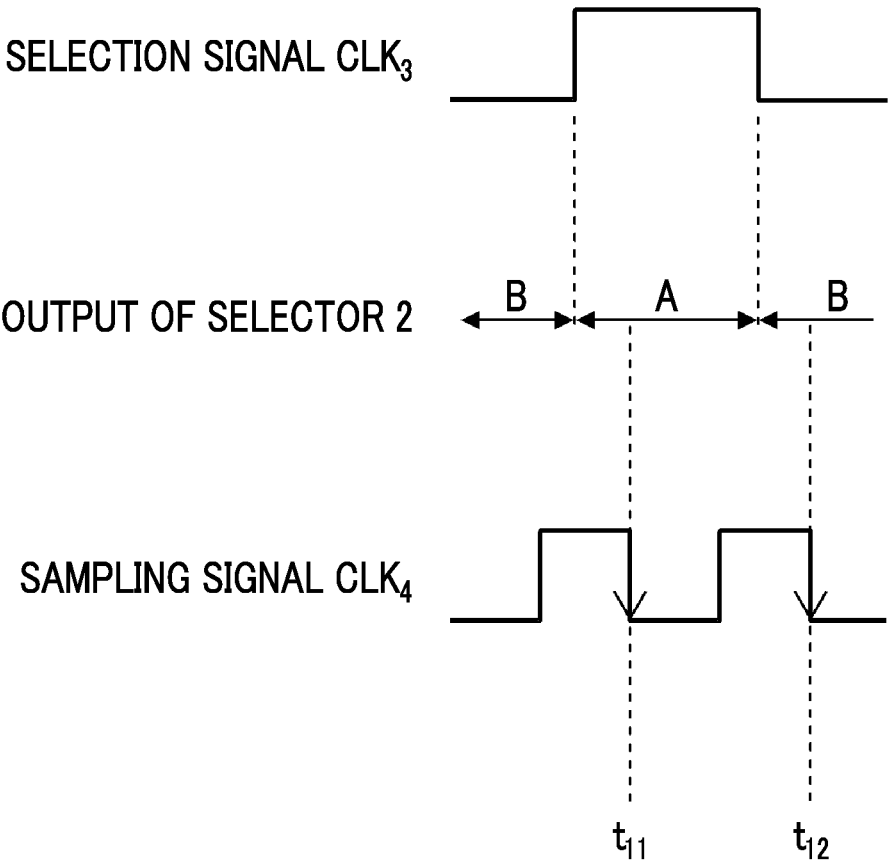 SELECTION SIGNAL CLK₃
OUTPUT OF SELECTOR 2
B
A
B
SAMPLING SIGNAL CLK₄
t₁₁
t₁₂